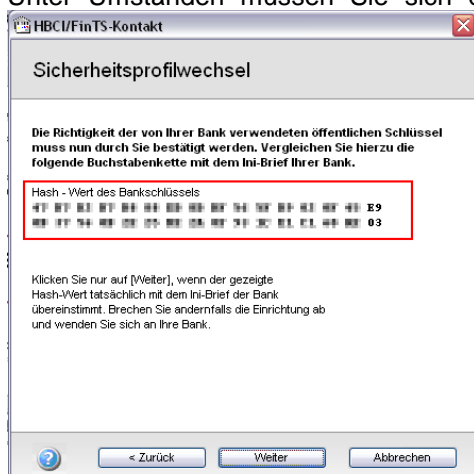 Unter Umständen müssen Sie sich
HBCI/FinTS-Kontakt
Sicherheitsprofilwechsel
Die Richtigkeit der von Ihrer Bank verwendeten öffentlichen Schlüssel
muss nun durch Sie bestätigt werden. Vergleichen Sie hierzu die
folgende Buchstabenkette mit dem Ini-Brief Ihrer Bank.
Hash - Wert des Bankschlüssels
E9
03
Klicken Sie nur auf [Weiter], wenn der gezeigte
Hash-Wert tatsächlich mit dem Ini-Brief der Bank
übereinstimmt. Brechen Sie andernfalls die Einrichtung ab
und wenden Sie sich an Ihre Bank.
< Zurück Weiter Abbrechen